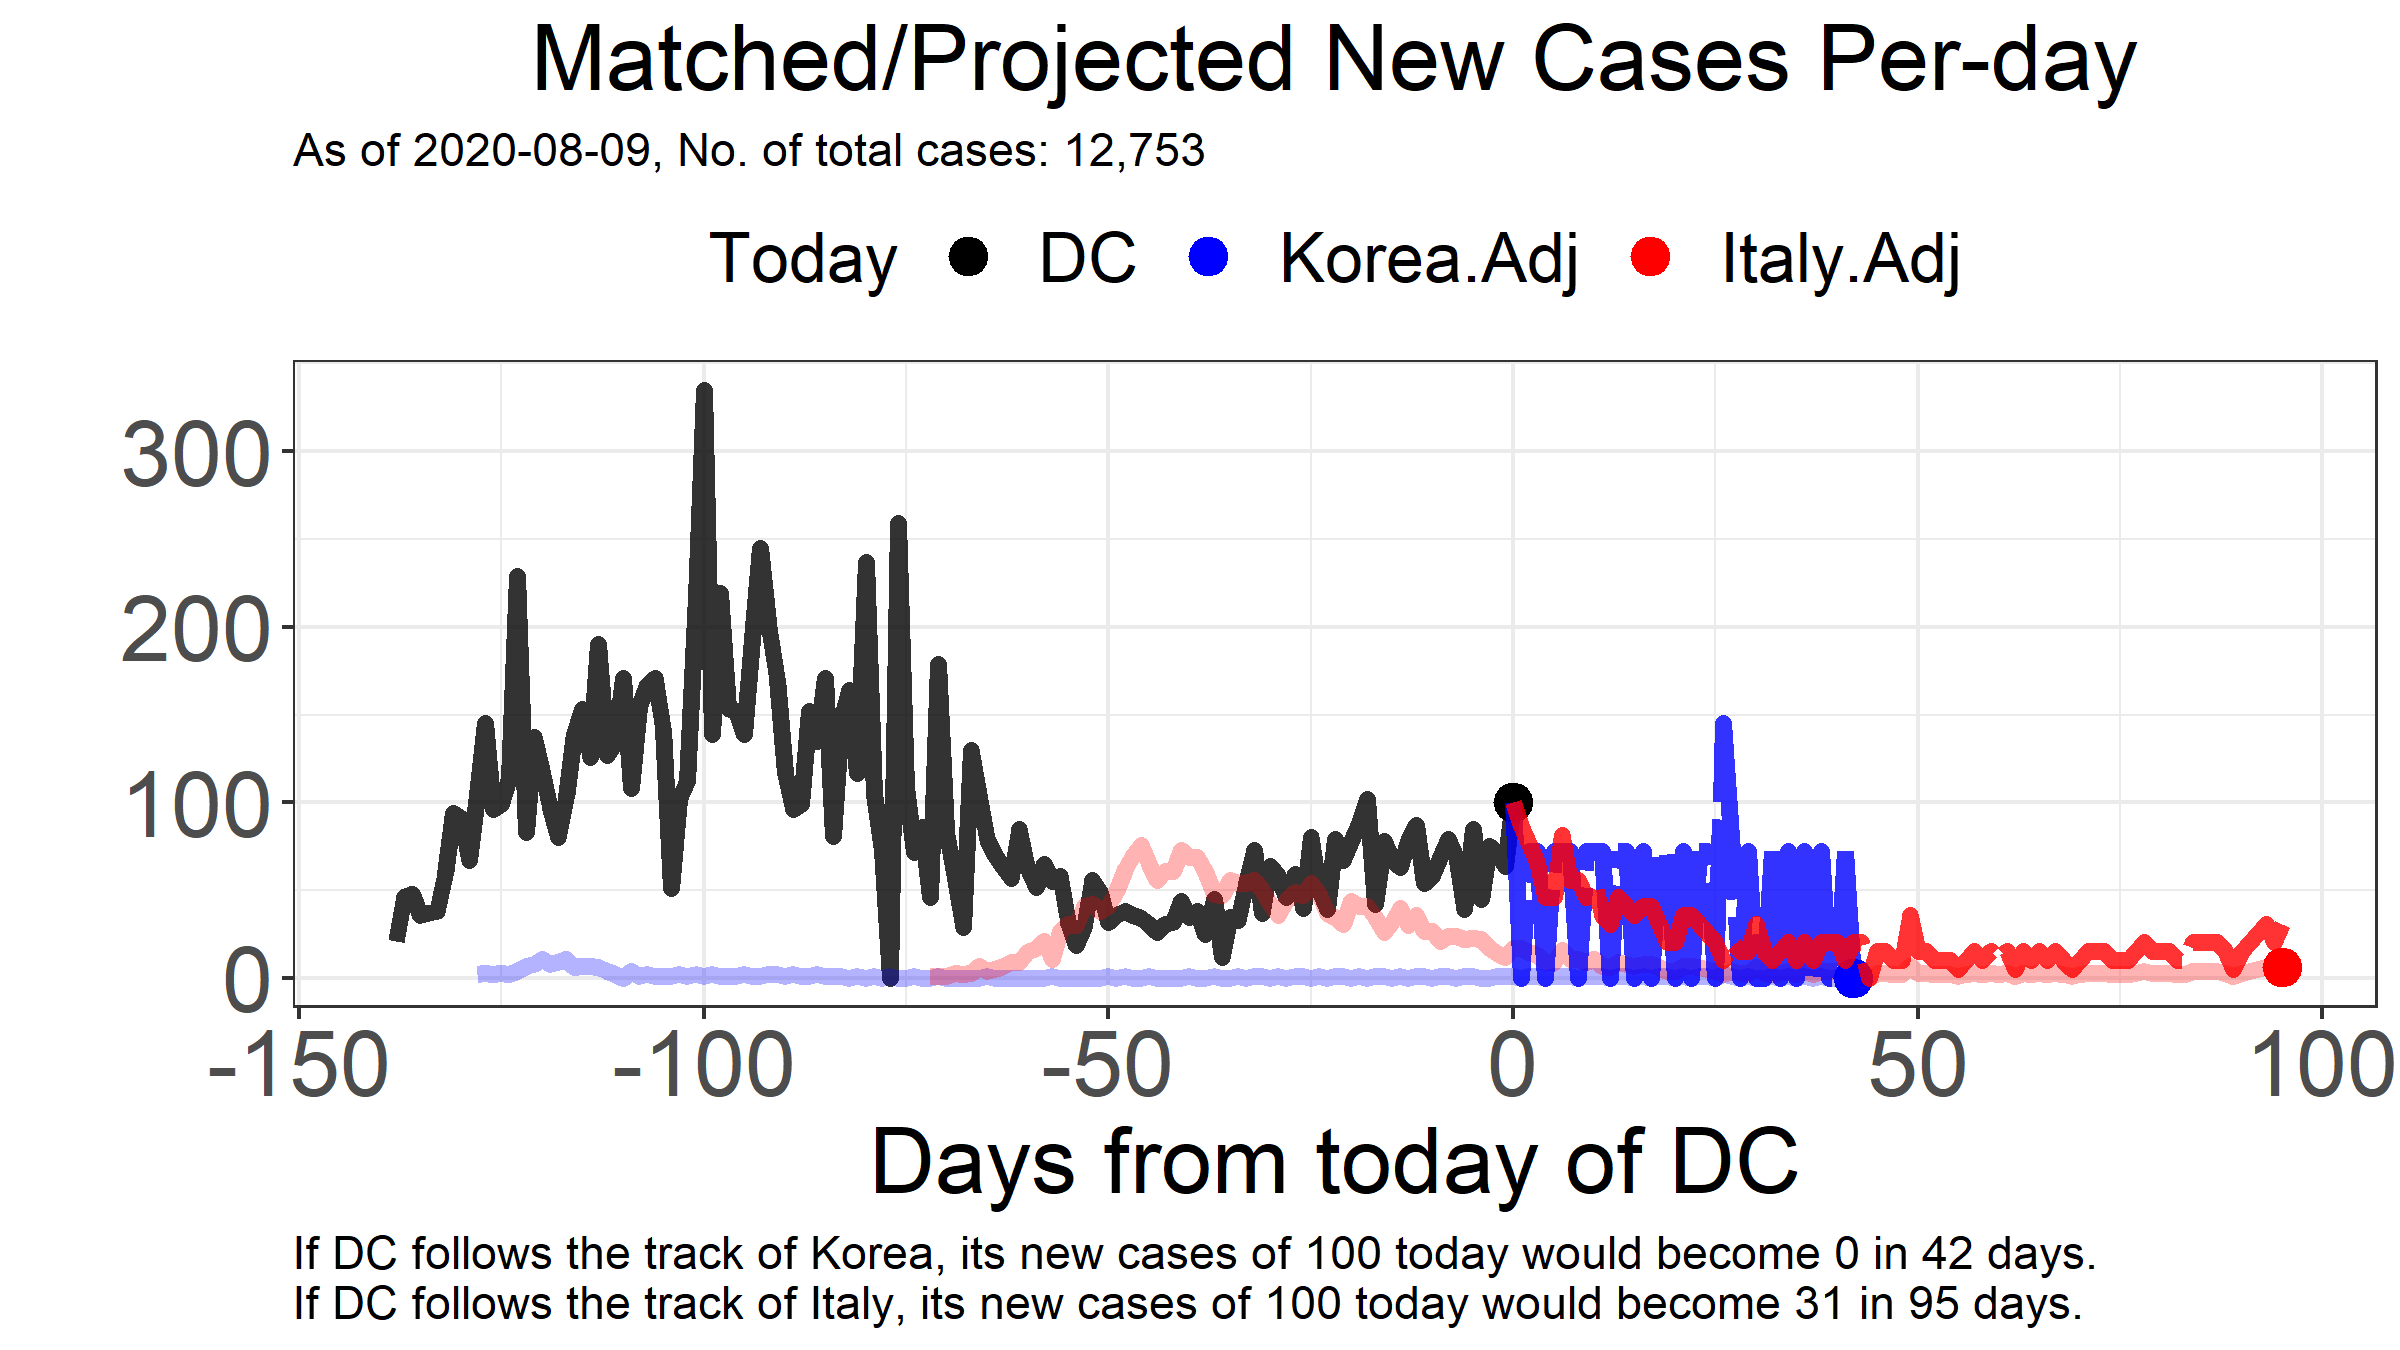 Matched/Projected New Cases Per-day
As of 2020-08-09, No. of total cases: 12,753
Today DC Korea.Adj Italy.Adj
300
200
100
0
-150 -100 -50 0 50 100
Days from today of DC
If DC follows the track of Korea, its new cases of 100 today would become 0 in 42 days.
If DC follows the track of Italy, its new cases of 100 today would become 31 in 95 days.